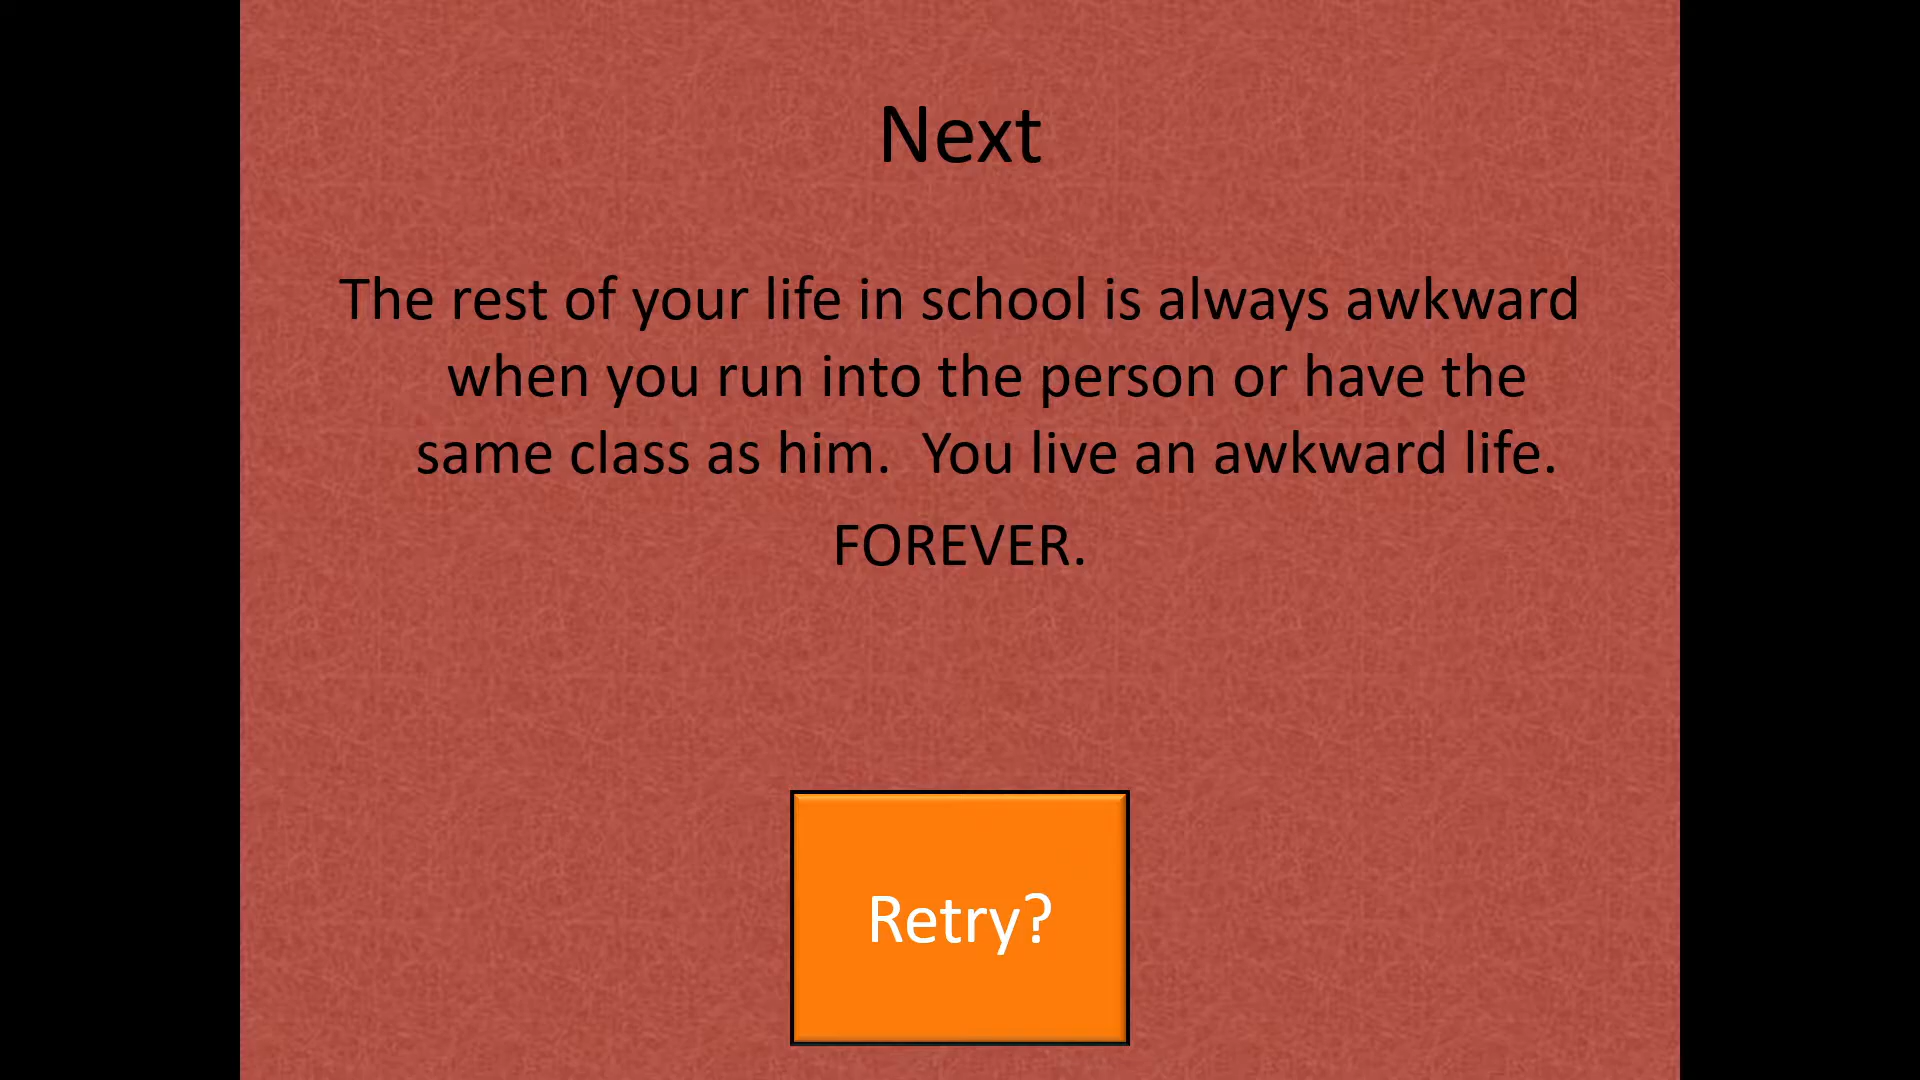 Next
The rest of your life in school is always awkward
when you run into the person or have the
same class as him.  You live an awkward life.
FOREVER.
Retry?